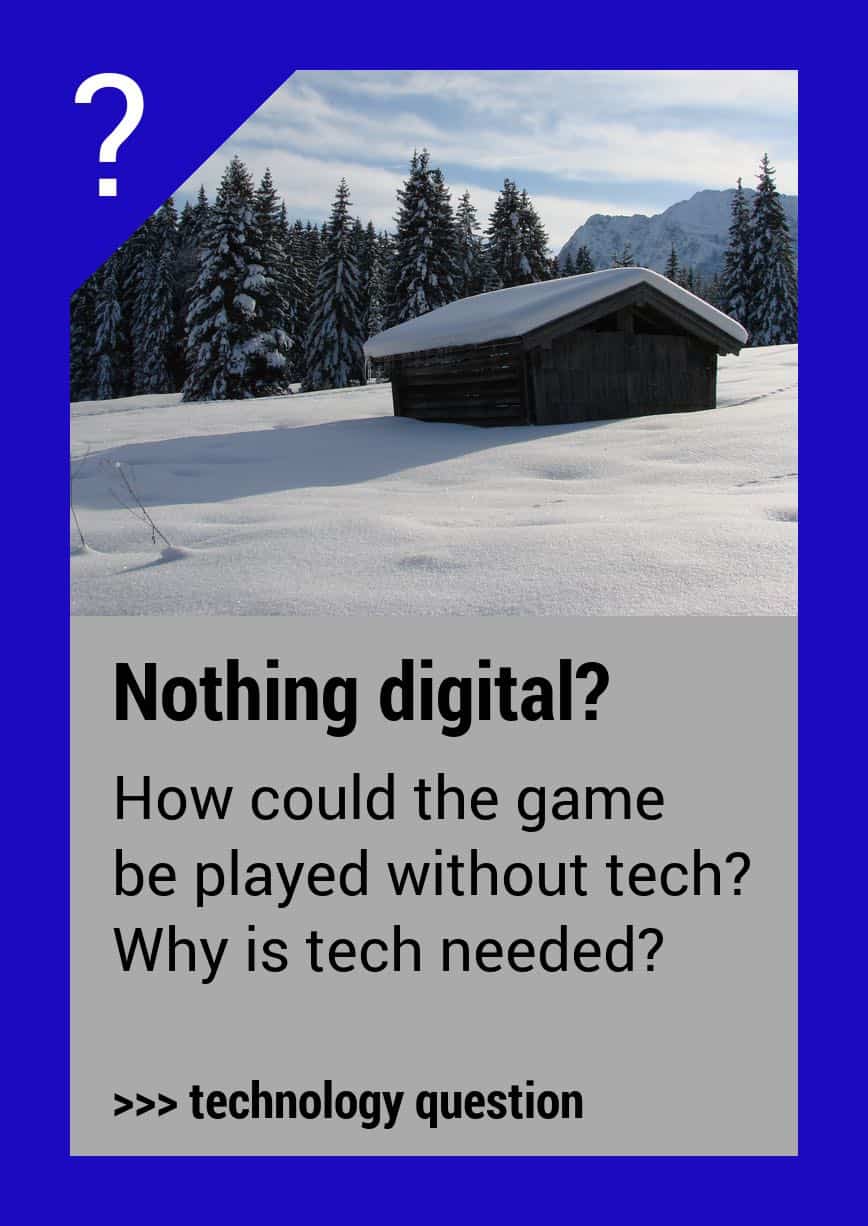 ?
Nothing digital?
How could the game
be played without tech?
Why is tech needed?
>>> technology question